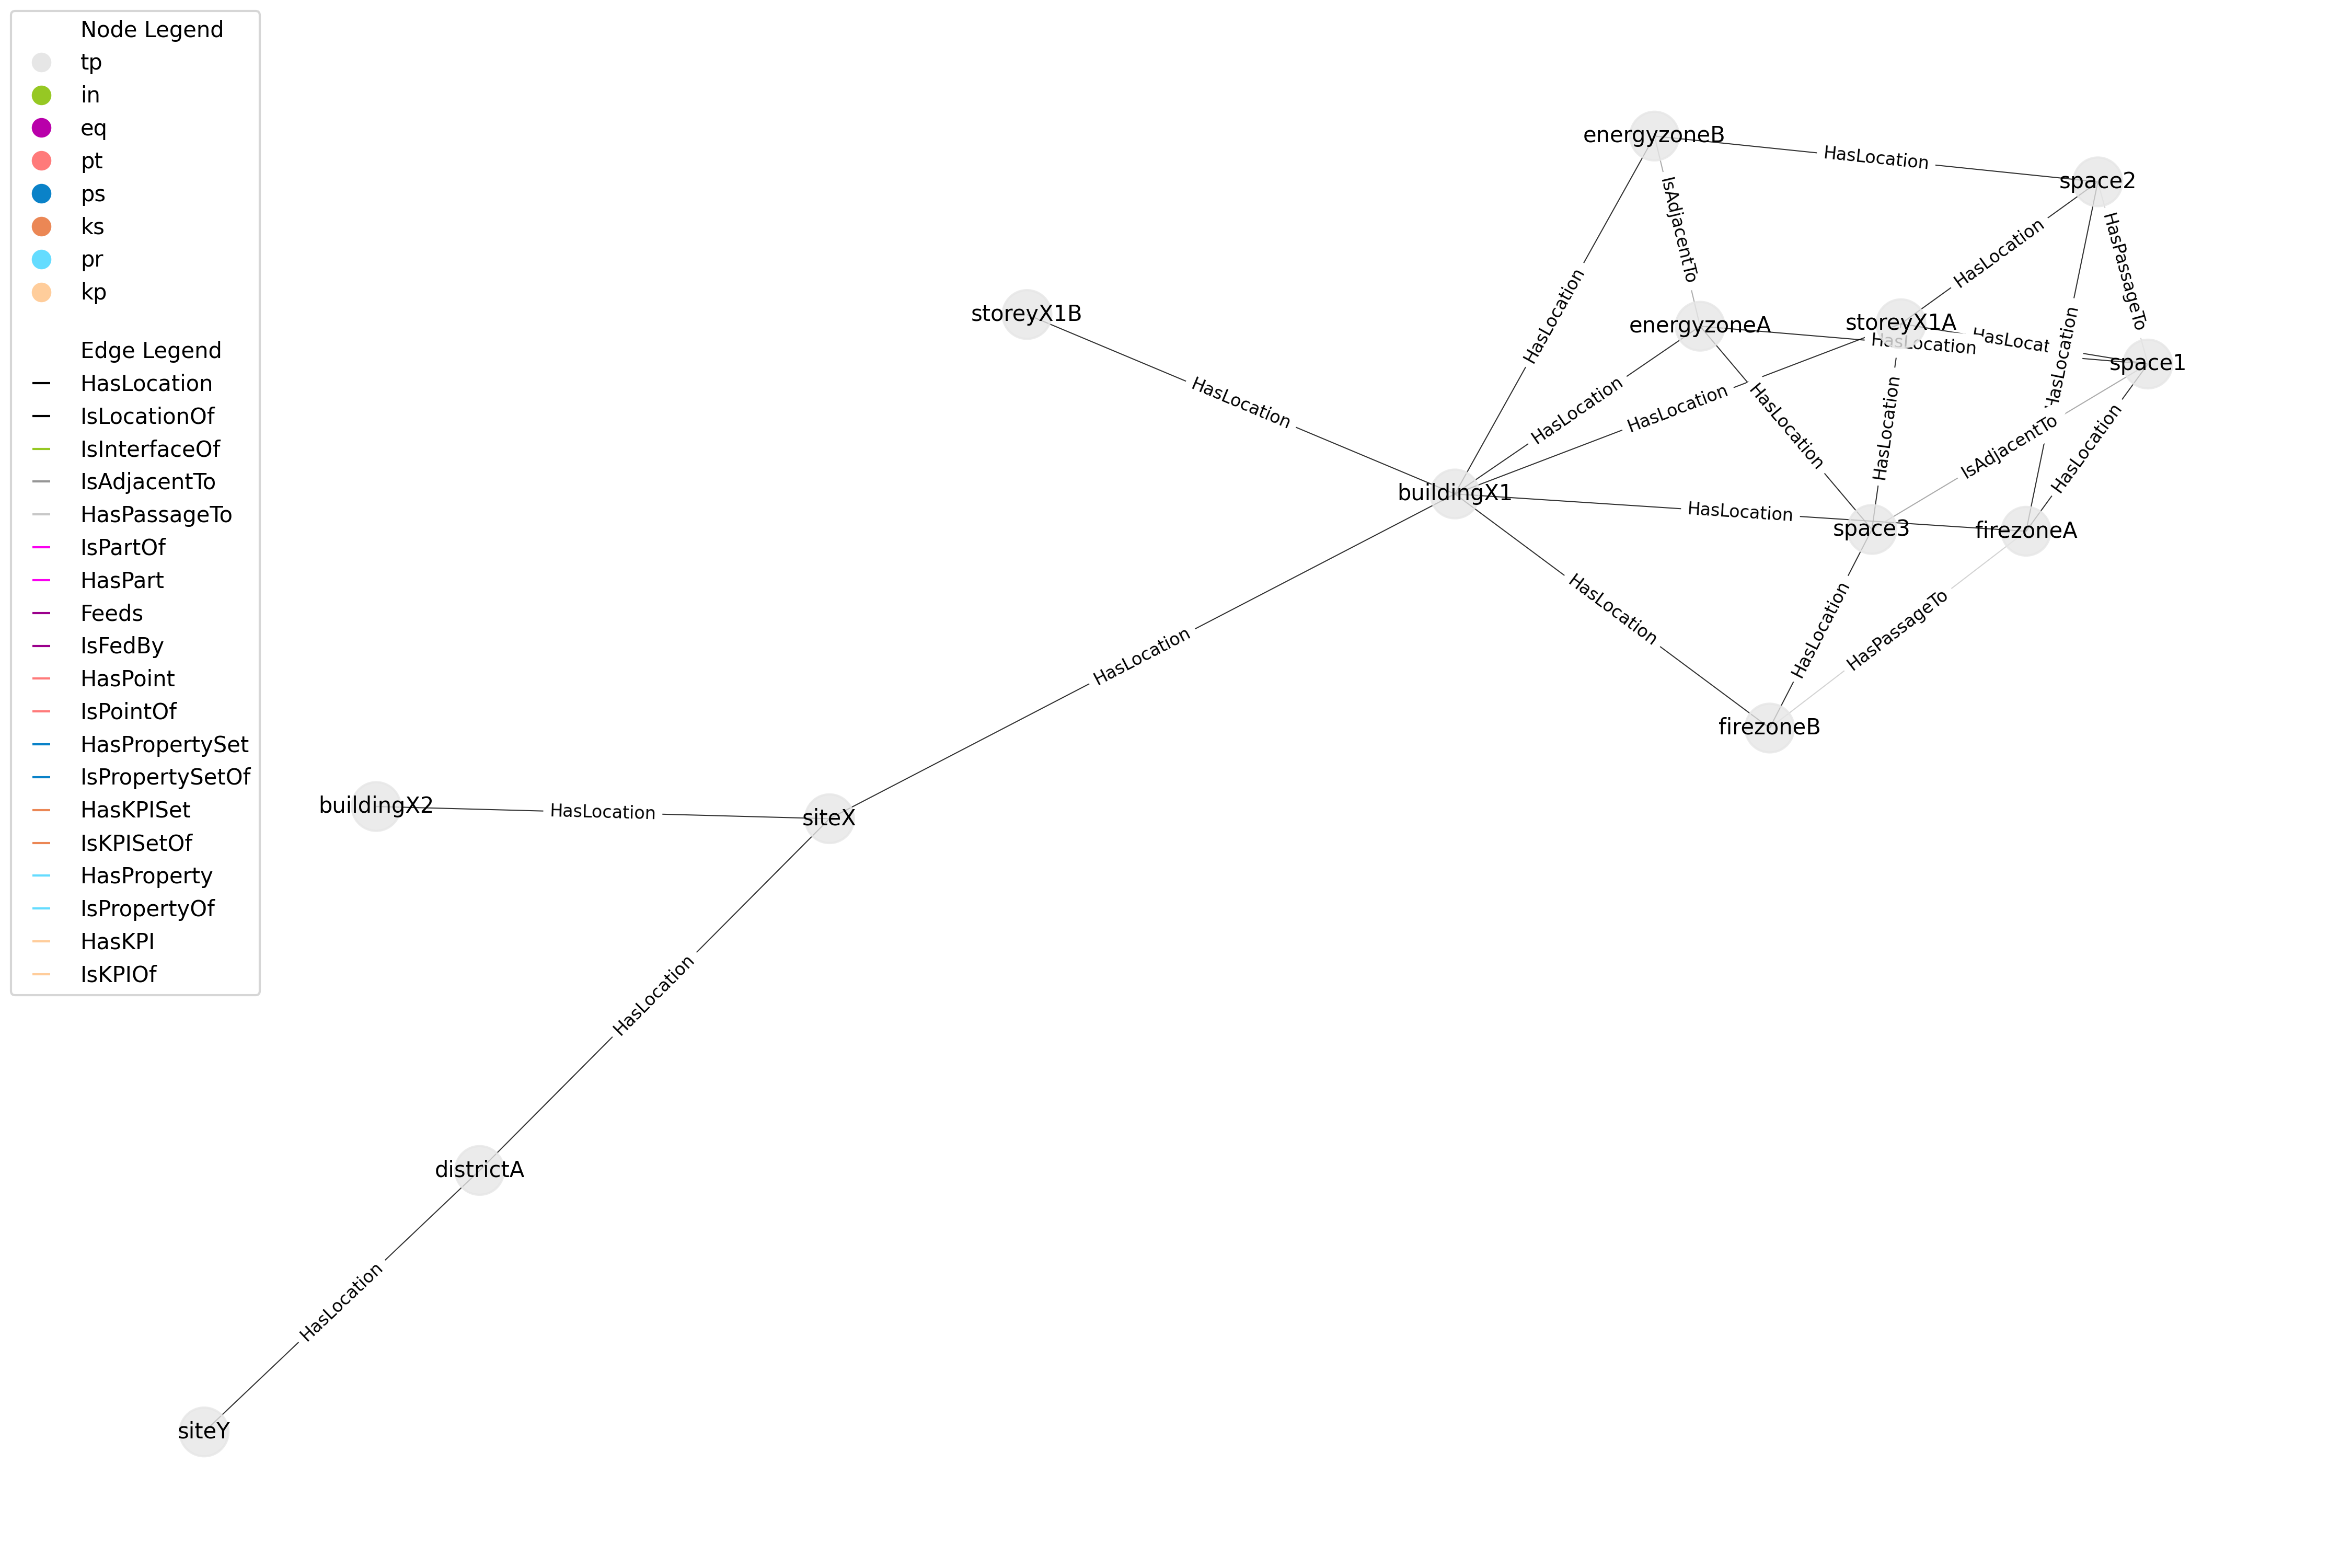 Node Legend
tp
in
eq
pt
ps
ks
pr
kp
Edge Legend
HasLocation
IsLocationOf
IsInterfaceOf
IsAdjacentTo
HasPassageTo
IsPartOf
HasPart
Feeds
IsFedBy
HasPoint
IsPointOf
HasPropertySet
IsPropertySetOf
HasKPISet
IsKPISetOf
HasProperty
IsPropertyOf
HasKPI
IsKPIOf
energyzoneB
HasLocation
space2
IsAdjacentTo
HasPassageTo
HasLocation
storeyX1B
HasLocation
energyzoneA
storeyX1A
HasLocation
HasLocat
HasLocation
space1
HasLocation
HasLocation
HasLocation
HasLocation
HasLocation
HasLocation
IsAdjacentTo
HasLocation
buildingX1
HasLocation
space3
firezoneA
HasLocation
HasLocation
HasPassageTo
HasLocation
firezoneB
buildingX2
HasLocation
siteX
HasLocation
districtA
HasLocation
siteY